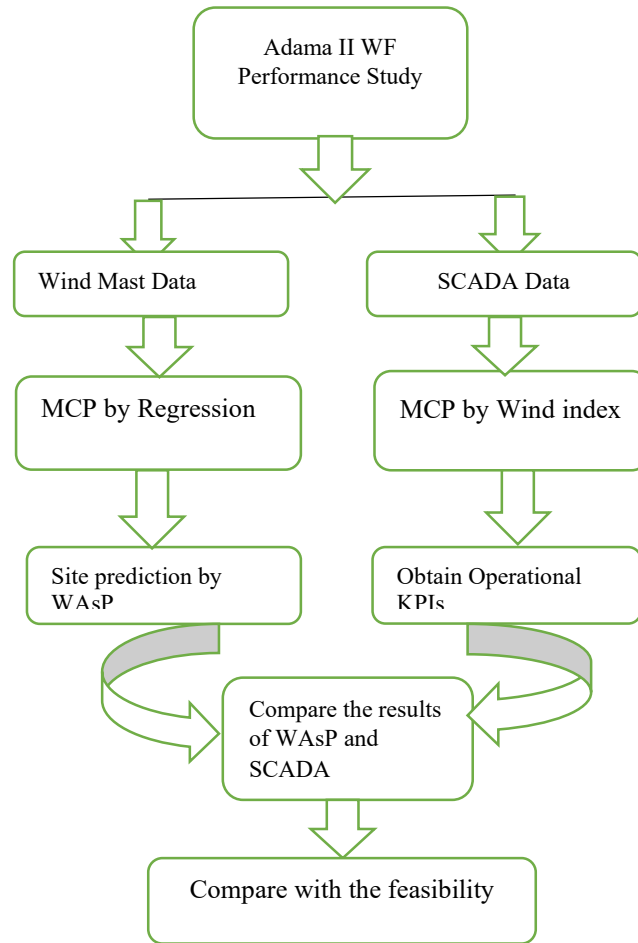 Adama II WF
Performance Study
Wind Mast Data
SCADA Data
MCP by Regression
MCP by Wind index
Site prediction by
WAsP
Obtain Operational
KPIs
Compare the results
of WAsP and
SCADA
Compare with the feasibility